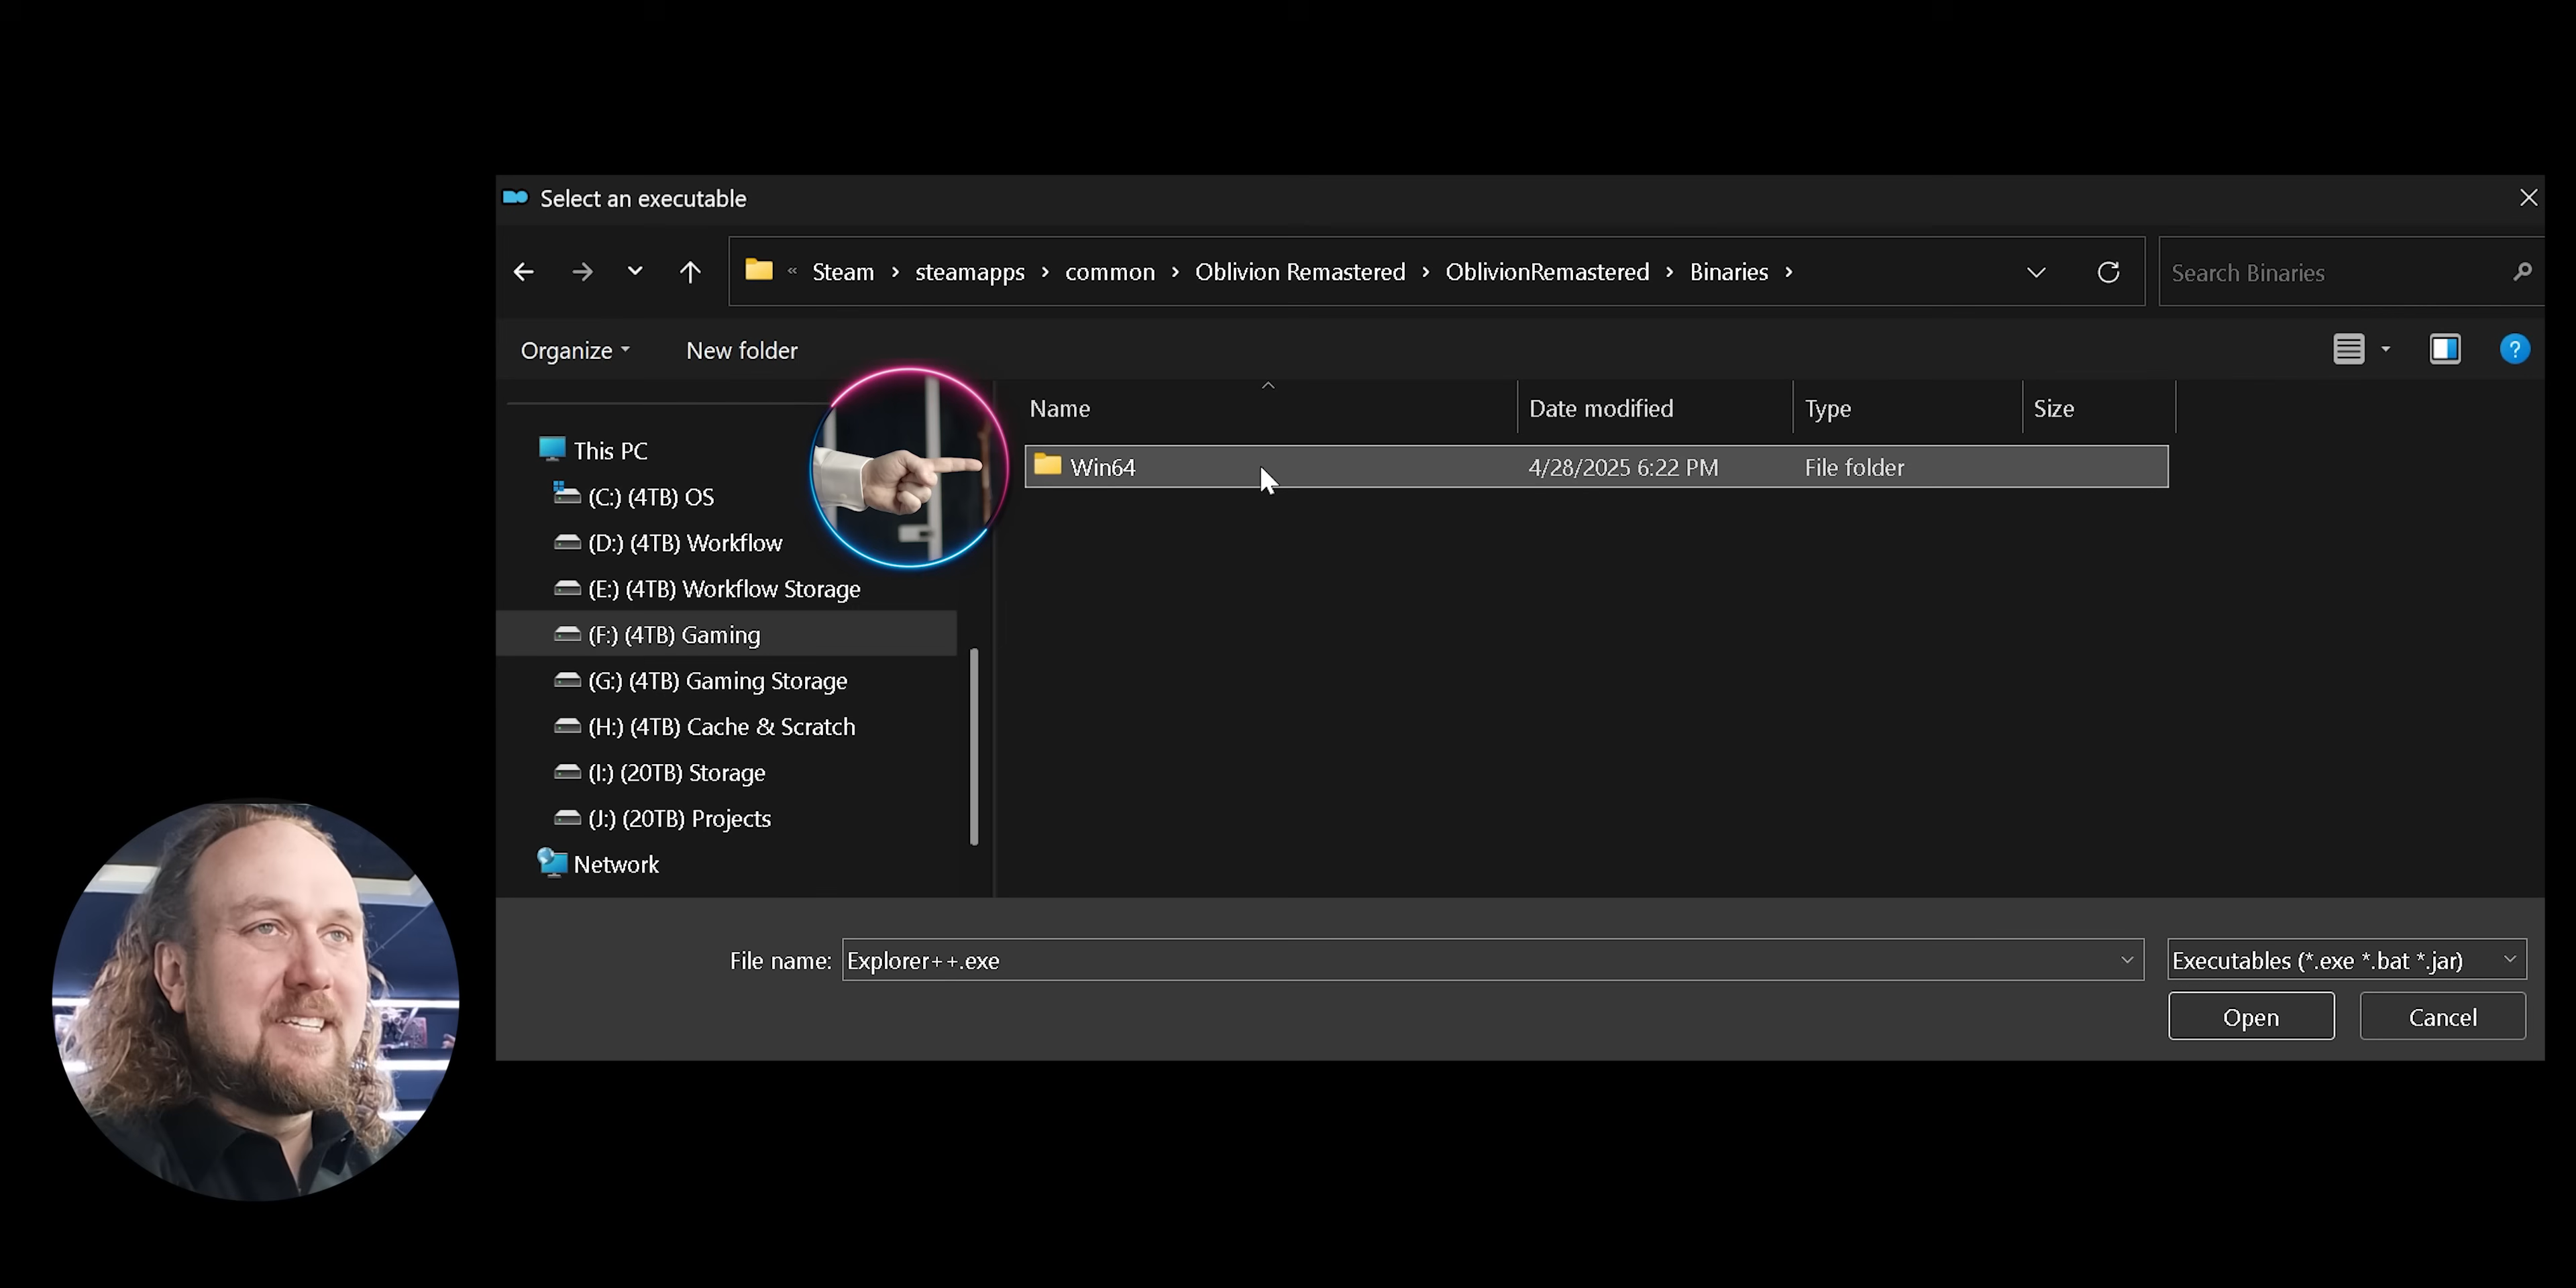 Select an executable
« Steam › steamapps › common › Oblivion Remastered › OblivionRemastered › Binaries ›
Search Binaries
Organize
New folder
Name
Date modified
Type
Size
Win64
4/28/2025 6:22 PM
File folder
This PC
(C:) (4TB) OS
(D:) (4TB) Workflow
(E:) (4TB) Workflow Storage
(F:) (4TB) Gaming
(G:) (4TB) Gaming Storage
(H:) (4TB) Cache & Scratch
(I:) (20TB) Storage
(J:) (20TB) Projects
Network
File name: Explorer++.exe
Executables (*.exe *.bat *.jar)
Open
Cancel